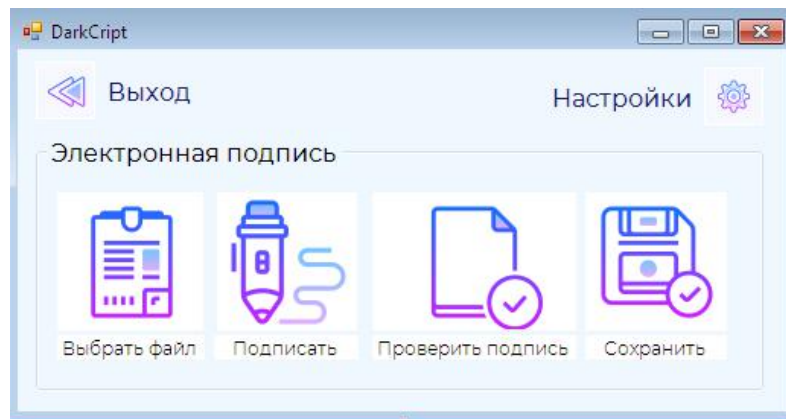 DarkCript
Выход
Настройки
Электронная подпись
Выбрать файл
Подписать
Проверить подпись
Сохранить